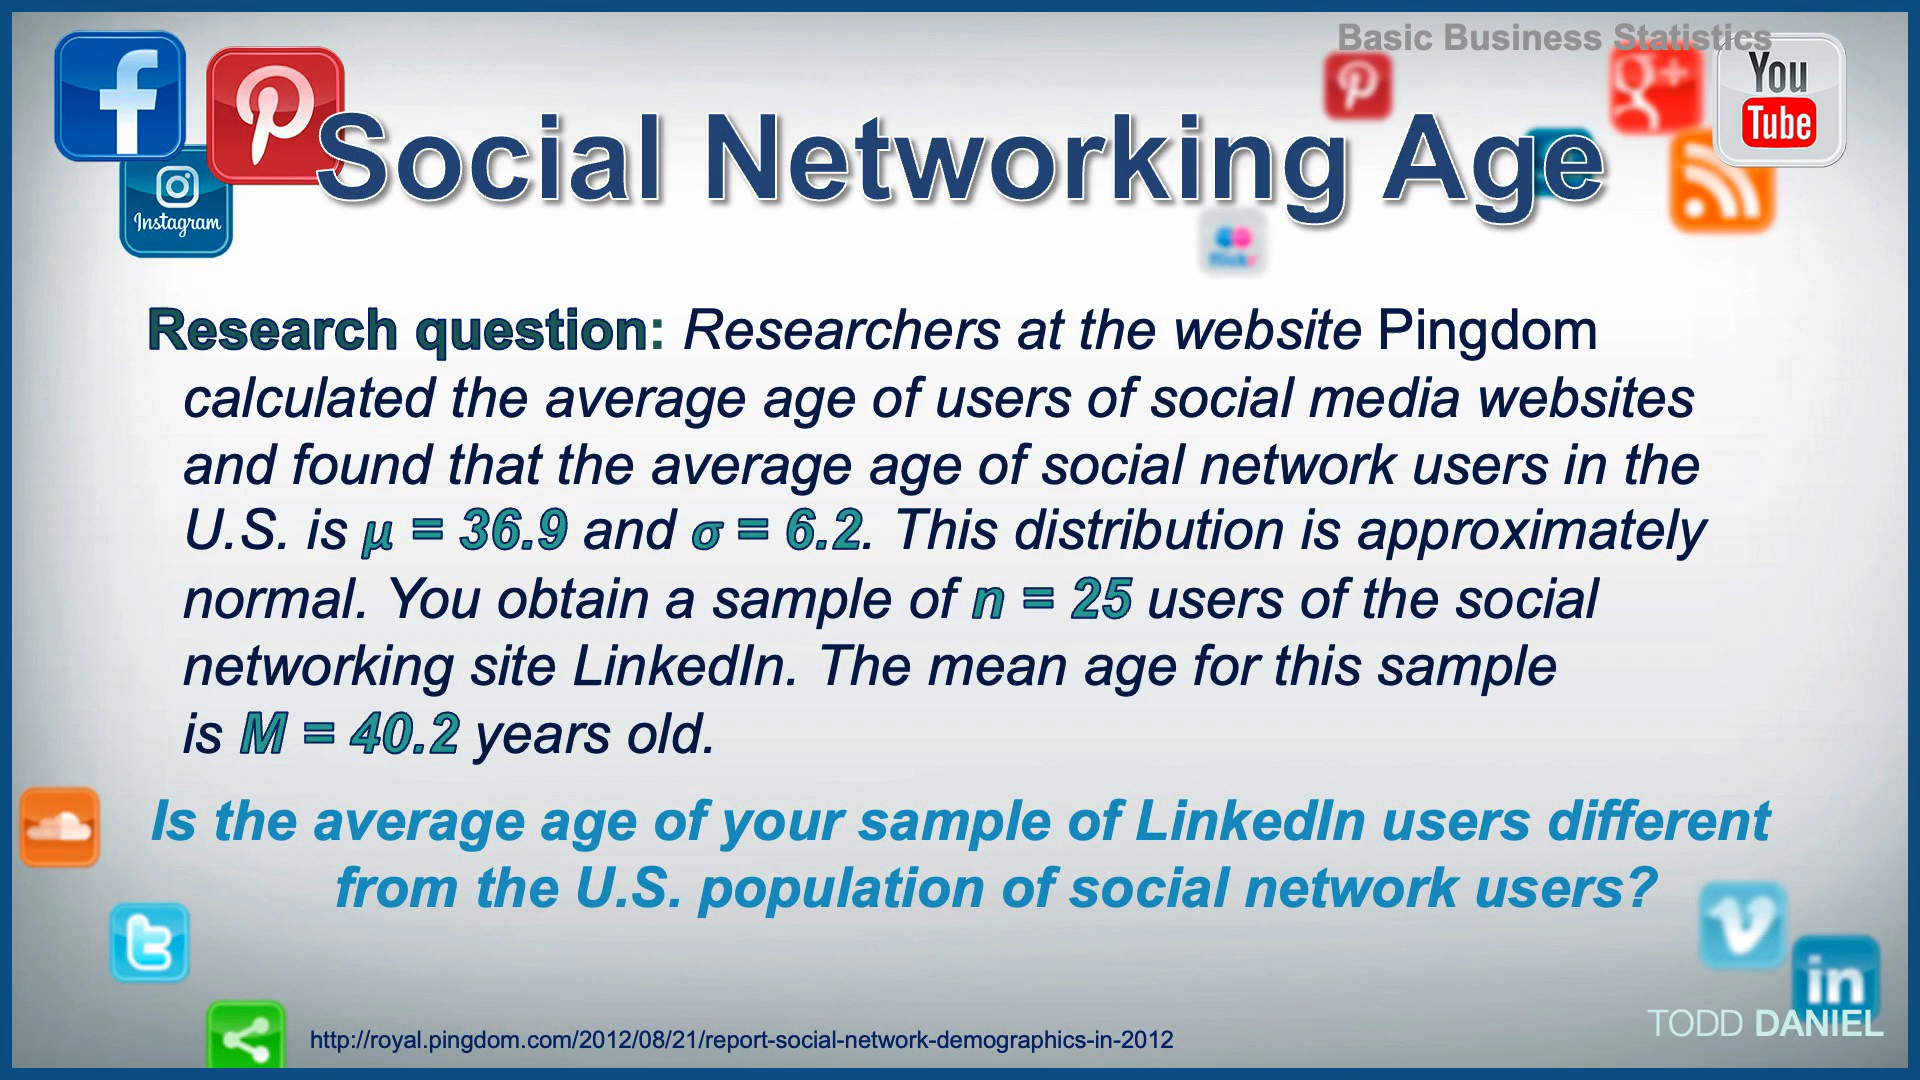 Basic Business Statistics
You
Tube
Instagram
Social Networking Age
flickr
Research question: Researchers at the website Pingdom
calculated the average age of users of social media websites
and found that the average age of social network users in the
U.S. is μ = 36.9 and σ = 6.2. This distribution is approximately
normal. You obtain a sample of n = 25 users of the social
networking site LinkedIn. The mean age for this sample
is M = 40.2 years old.
Is the average age of your sample of LinkedIn users different
from the U.S. population of social network users?
in
TODD DANIEL
http://royal.pingdom.com/2012/08/21/report-social-network-demographics-in-2012